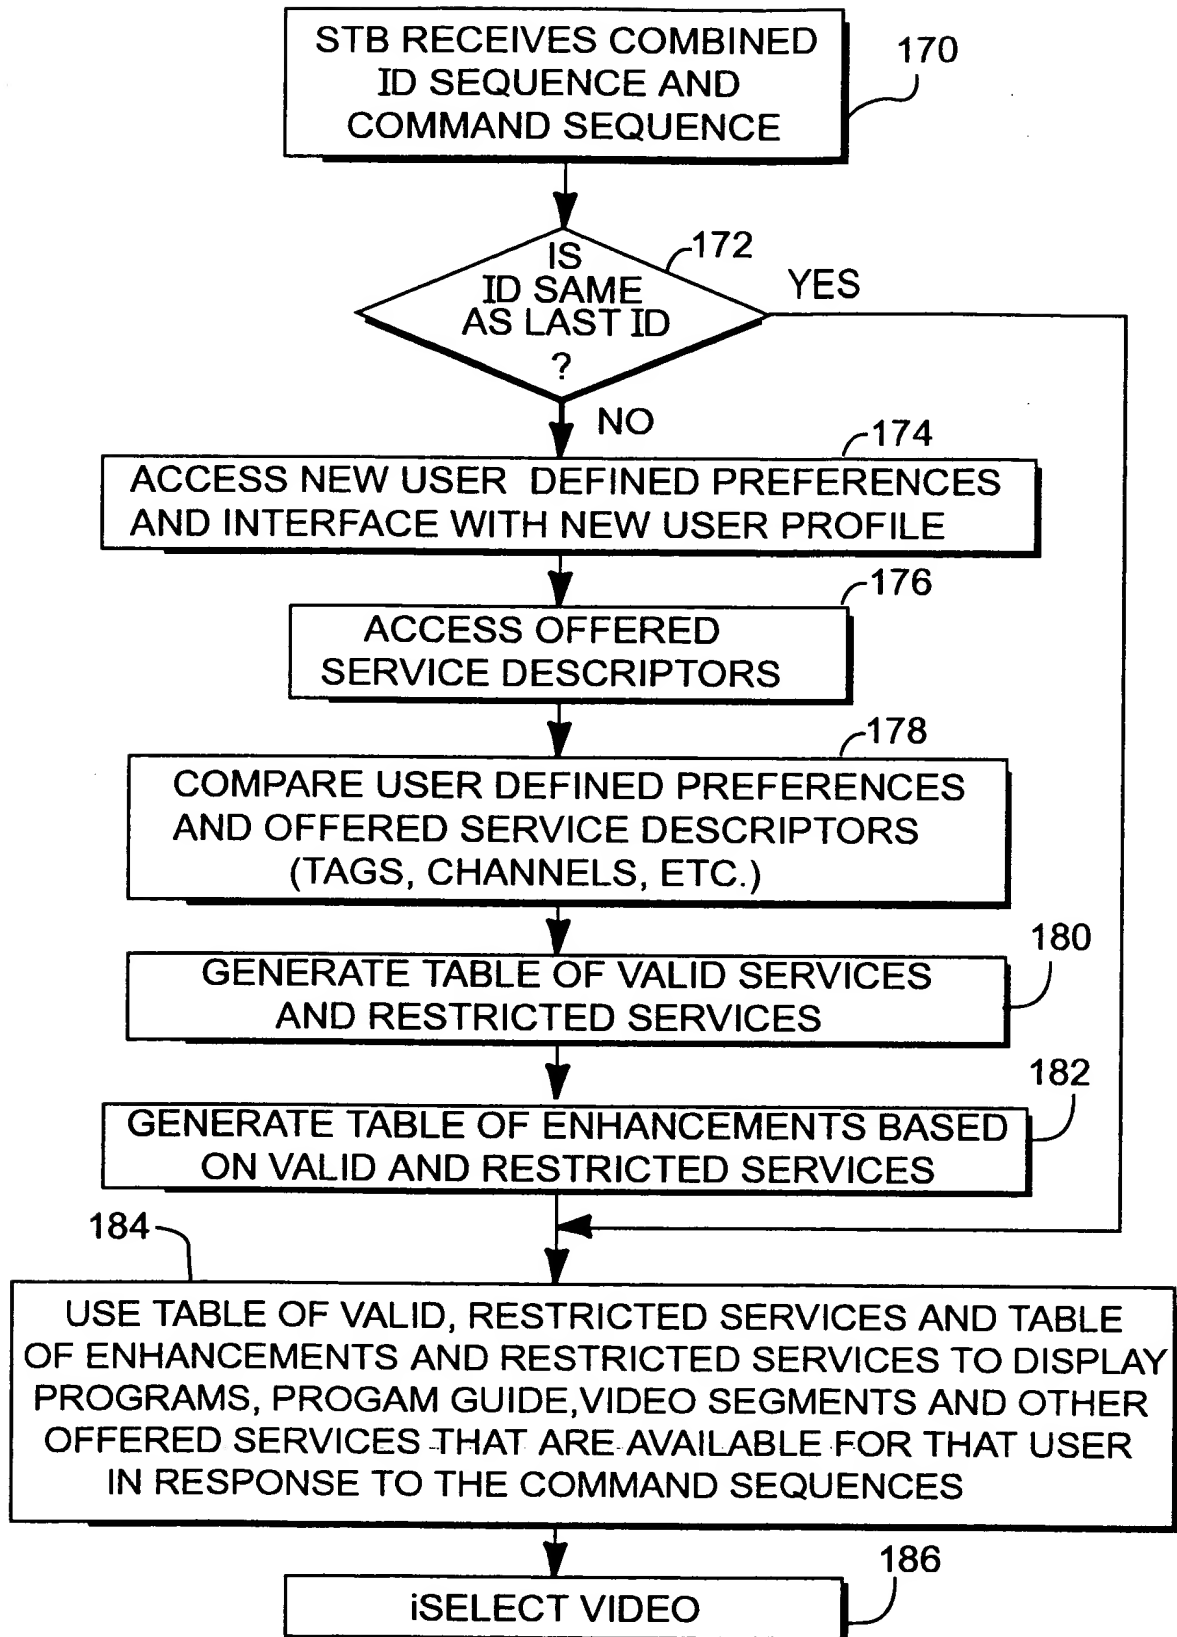 STB RECEIVES COMBINED
ID SEQUENCE AND
COMMAND SEQUENCE
170
IS
ID SAME
AS LAST ID
?
172
YES
NO
174
ACCESS NEW USER DEFINED PREFERENCES
AND INTERFACE WITH NEW USER PROFILE
176
ACCESS OFFERED
SERVICE DESCRIPTORS
178
COMPARE USER DEFINED PREFERENCES
AND OFFERED SERVICE DESCRIPTORS
(TAGS, CHANNELS, ETC.)
180
GENERATE TABLE OF VALID SERVICES
AND RESTRICTED SERVICES
182
GENERATE TABLE OF ENHANCEMENTS BASED
ON VALID AND RESTRICTED SERVICES
184
USE TABLE OF VALID, RESTRICTED SERVICES AND TABLE
OF ENHANCEMENTS AND RESTRICTED SERVICES TO DISPLAY
PROGRAMS, PROGAM GUIDE,VIDEO SEGMENTS AND OTHER
OFFERED SERVICES THAT ARE AVAILABLE FOR THAT USER
IN RESPONSE TO THE COMMAND SEQUENCES
186
iSELECT VIDEO